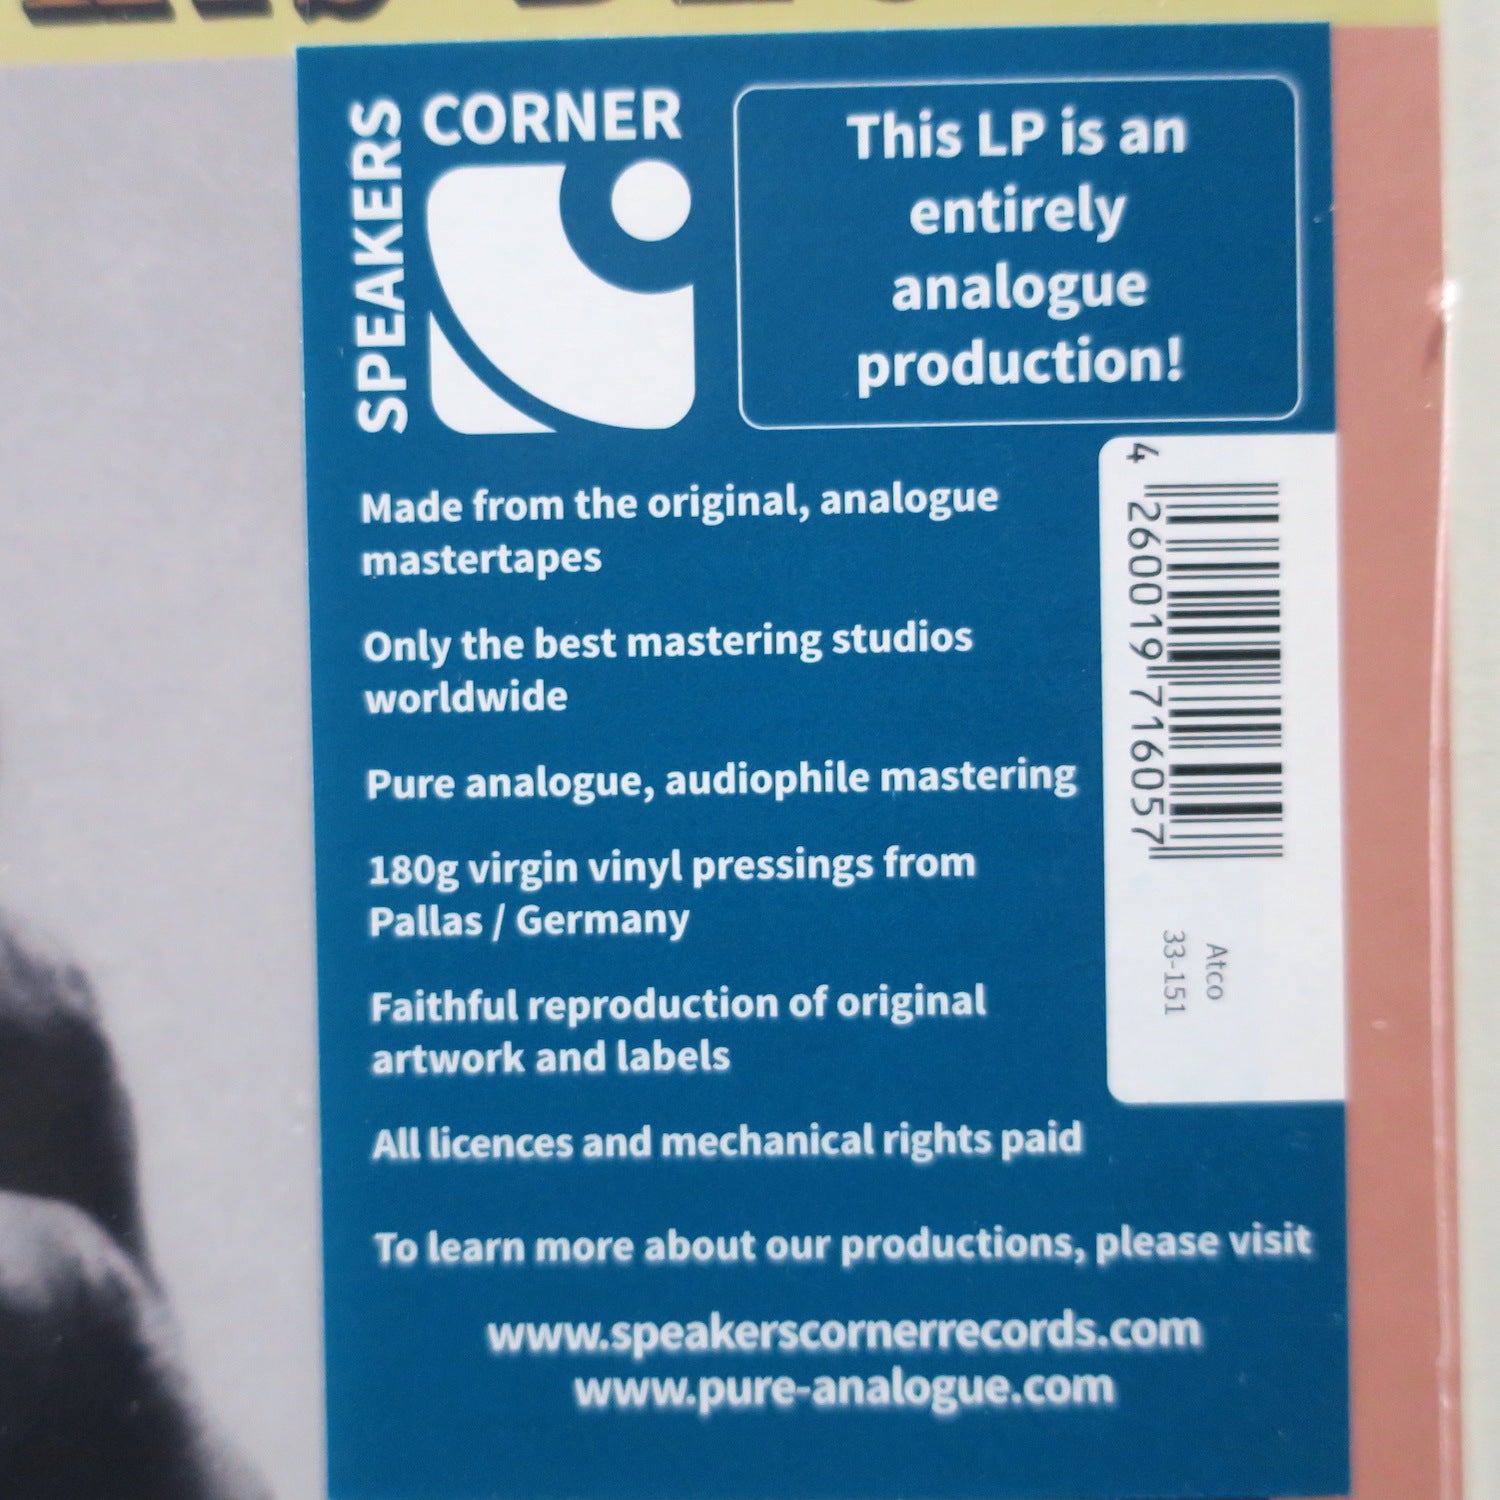 SPEAKERS
CORNER
This LP is an
entirely
analogue
production!
Made from the original, analogue
mastertapes
Only the best mastering studios
worldwide
Pure analogue, audiophile mastering
180g virgin vinyl pressings from
Pallas / Germany
Faithful reproduction of original
artwork and labels
All licences and mechanical rights paid
To learn more about our productions, please visit
www.speakerscornerrecords.com
www.pure-analogue.com
4 260019 716057
Atco
33-151